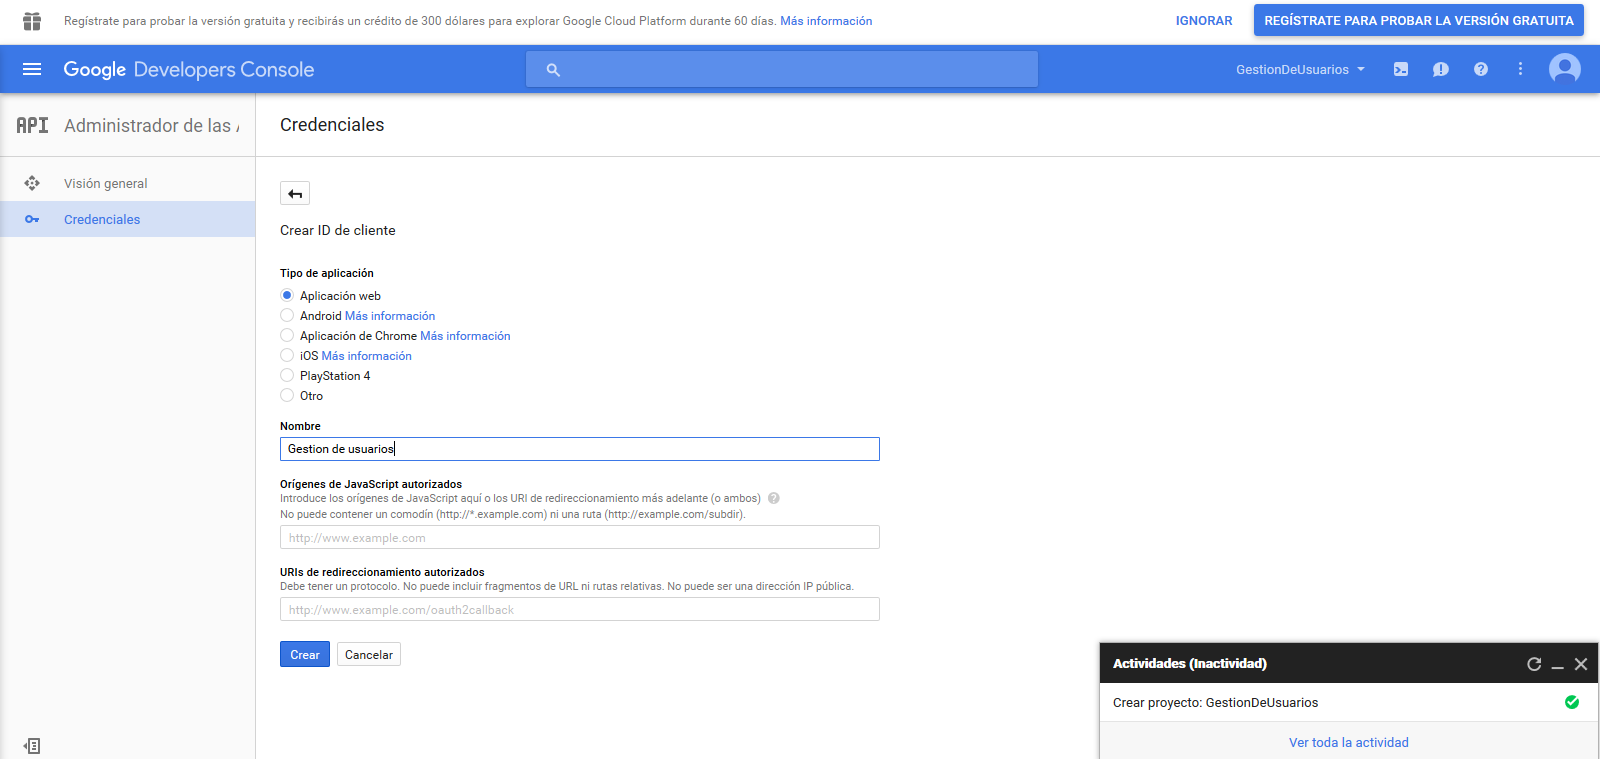 Regístrate para probar la versión gratuita y recibirás un crédito de 300 dólares para explorar Google Cloud Platform durante 60 días. Más información
IGNORAR
REGÍSTRATE PARA PROBAR LA VERSIÓN GRATUITA
Google Developers Console
GestionDeUsuarios
API Administrador de las
Credenciales
Visión general
Credenciales
Crear ID de cliente
Tipo de aplicación
Aplicación web
Android Más información
Aplicación de Chrome Más información
iOS Más información
PlayStation 4
Otro
Nombre
Gestion de usuarios
Orígenes de JavaScript autorizados
Introduce los orígenes de JavaScript aquí o los URI de redireccionamiento más adelante (o ambos)
No puede contener un comodín (http://*.example.com) ni una ruta (http://example.com/subdir).
http://www.example.com
URIs de redireccionamiento autorizados
Debe tener un protocolo. No puede incluir fragmentos de URL ni rutas relativas. No puede ser una dirección IP pública.
http://www.example.com/oauth2callback
Crear
Cancelar
Actividades (Inactividad)
Crear proyecto: GestionDeUsuarios
Ver toda la actividad